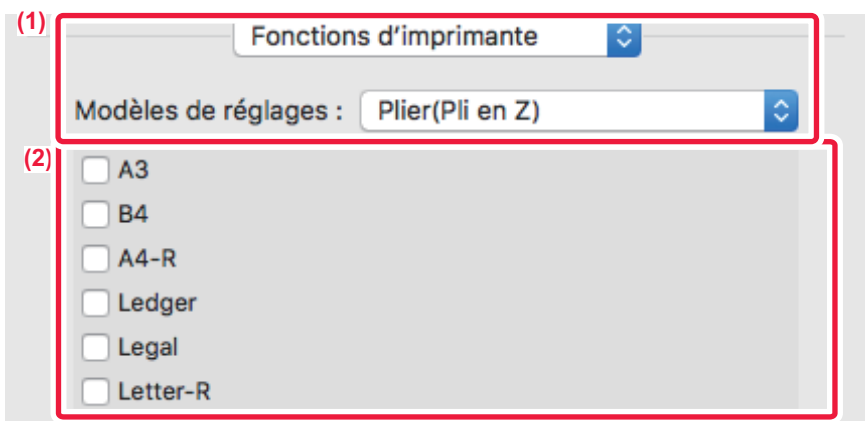 (1)
Fonctions d’imprimante
Modèles de réglages : Plier(Pli en Z)
(2)
A3
B4
A4-R
Ledger
Legal
Letter-R